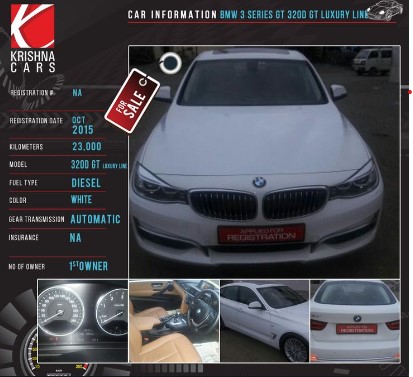 CAR INFORMATION BMW 3 SERIES GT 320D GT LUXURY LINE
KRISHNA
CARS
FOR
SALE
REGISTRATION #: NA
REGISTRATION DATE OCT
2015
KILOMETERS 23,000
MODEL 320D GT LUXURY LINE
FUEL TYPE DIESEL
COLOR WHITE
GEAR TRANSMISSION AUTOMATIC
INSURANCE NA
NO OF OWNER 1ST OWNER
APPLIED FOR
REGISTRATION